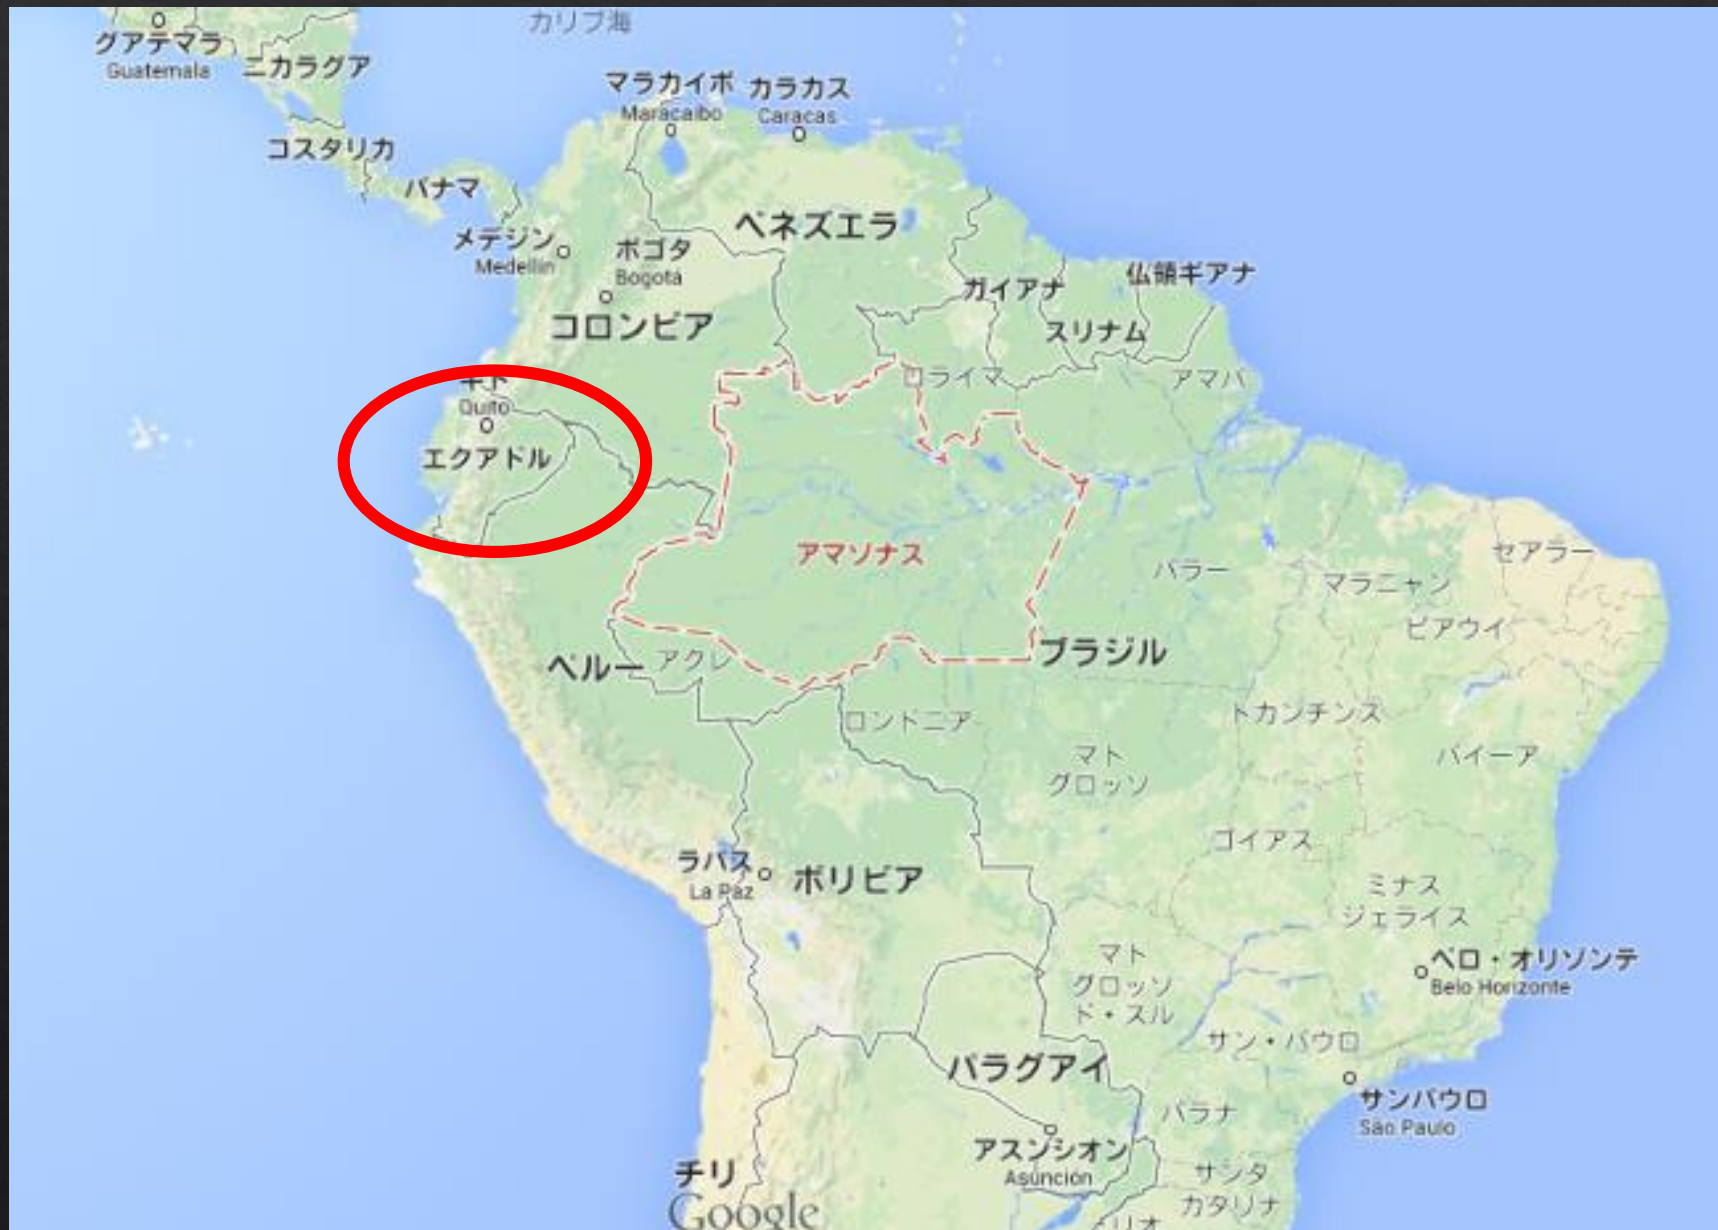 カリブ海
グアテマラ
Guatemala
ニカラグア
マラカイボ
Maracaibo
カラカス
Caracas
コスタリカ
パナマ
ベネズエラ
メデジン
Medellin
ボゴタ
Bogotá
コロンビア
ガイアナ
仏領ギアナ
スリナム
キト
Quito
エクアドル
ロライマ
アマパ
アマゾナス
パラー
セアラー
マラニャン
ピアウイ
ペルー
アクレ
ブラジル
ロンドニア
トカンチンス
マト
グロッソ
バイーア
ゴイアス
ラパス
La Paz
ボリビア
ミナス
ジェライス
マト
グロッソ
ド・スル
ベロ・オリゾンテ
Belo Horizonte
サン・パウロ
パラグアイ
サンパウロ
São Paulo
パラナ
アスンシオン
Asunción
チリ
サンタ
カタリナ
Google